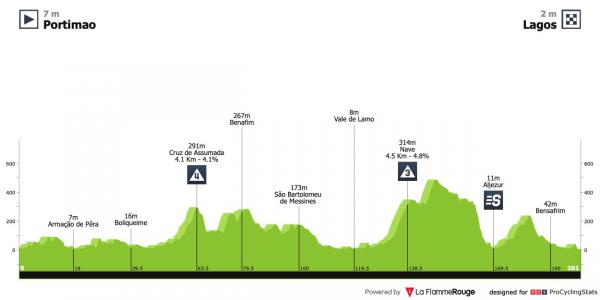 7 m
Portimao
2 m
Lagos
267m
Benafim
8m
Vale de Lamo
291m
Cruz de Assumada
4.1 Km - 4.1%
314m
Nave
4.5 Km - 4.8%
4
3
173m
São Bartolomeu
de Messines
11m
Aljezur
S
7m
Armação de Pêra
16m
Boliqueime
42m
Bensafrim
600
400
200
0
600
400
200
0
0
19
39.5
63.5
79.5
100
119.5
138.5
169.5
190
201
Powered by La FlammeRouge designed for PCS ProCyclingStats